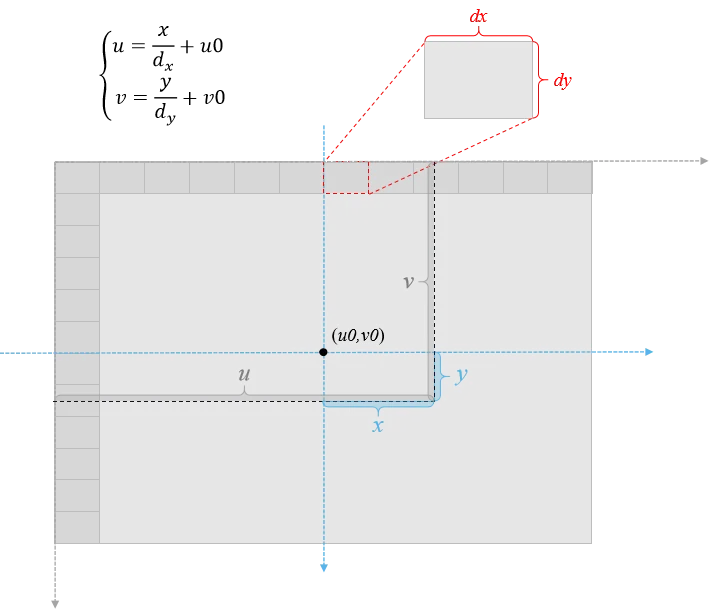 dx
u = x/d_x + u0
v = y/d_y + v0
dy
v
(u0,v0)
u
y
x